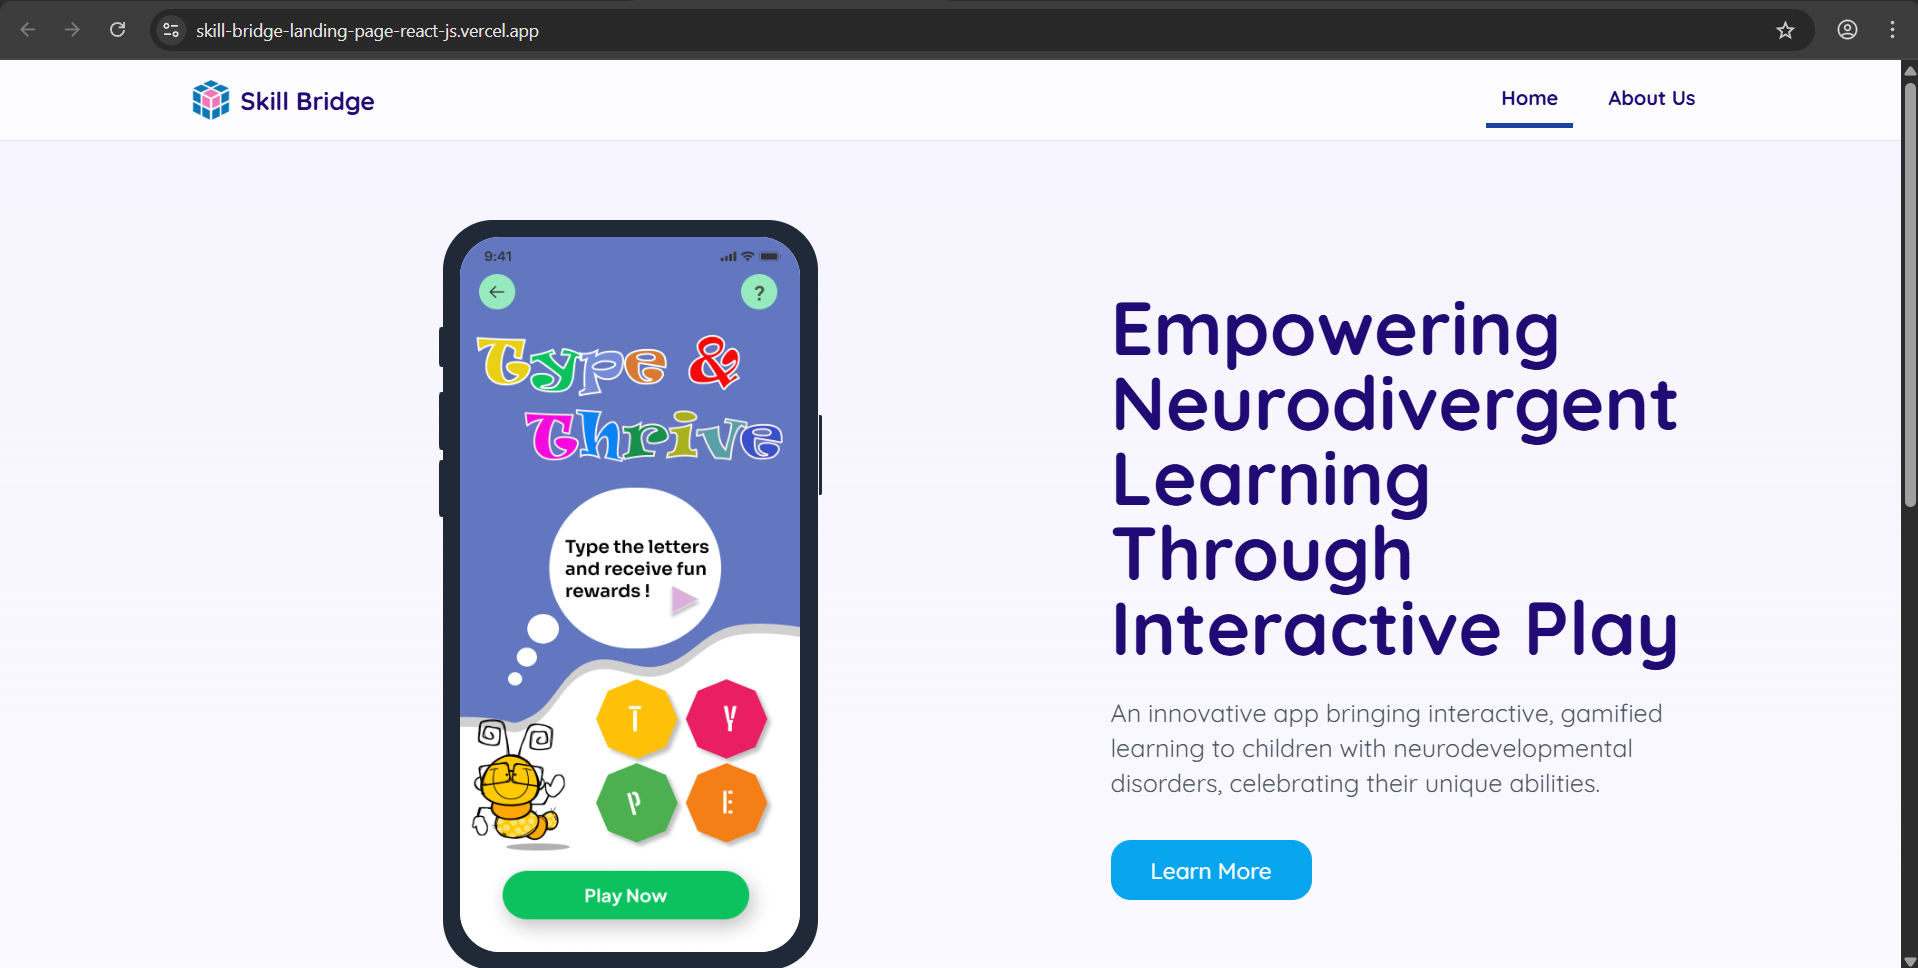 skill-bridge-landing-page-react-js.vercel.app
Skill Bridge
Home
About Us
9:41
?
Type &
Thrive
Type the letters
and receive fun
rewards !
T
Y
P
E
Play Now
Empowering
Neurodivergent
Learning
Through
Interactive Play
An innovative app bringing interactive, gamified
learning to children with neurodevelopmental
disorders, celebrating their unique abilities.
Learn More